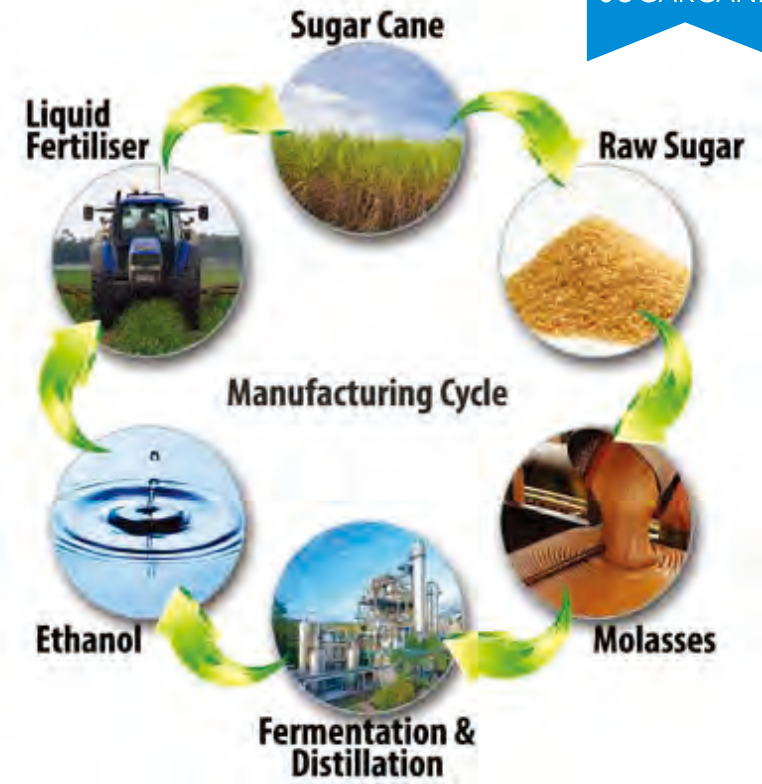 Sugar Cane
Liquid
Fertiliser
Raw Sugar
Manufacturing Cycle
Ethanol
Molasses
Fermentation &
Distillation